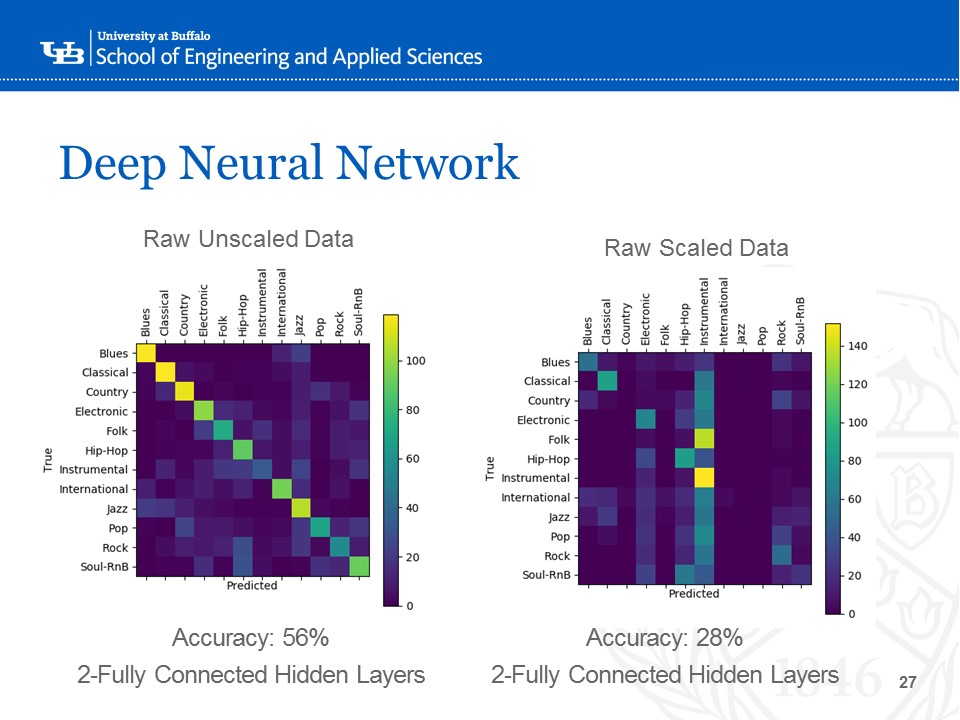 University at Buffalo
School of Engineering and Applied Sciences
Deep Neural Network
Raw Unscaled Data
Blues
Classical
Country
Electronic
Folk
Hip-Hop
Instrumental
International
Jazz
Pop
Rock
Soul-RnB
Blues
Classical
Country
Electronic
Folk
Hip-Hop
Instrumental
International
Jazz
Pop
Rock
Soul-RnB
True
Predicted
100
80
60
40
20
0
Accuracy: 56%
2-Fully Connected Hidden Layers
Raw Scaled Data
Blues
Classical
Country
Electronic
Folk
Hip-Hop
Instrumental
International
Jazz
Pop
Rock
Soul-RnB
Blues
Classical
Country
Electronic
Folk
Hip-Hop
Instrumental
International
Jazz
Pop
Rock
Soul-RnB
True
Predicted
140
120
100
80
60
40
20
0
Accuracy: 28%
2-Fully Connected Hidden Layers
1846
27